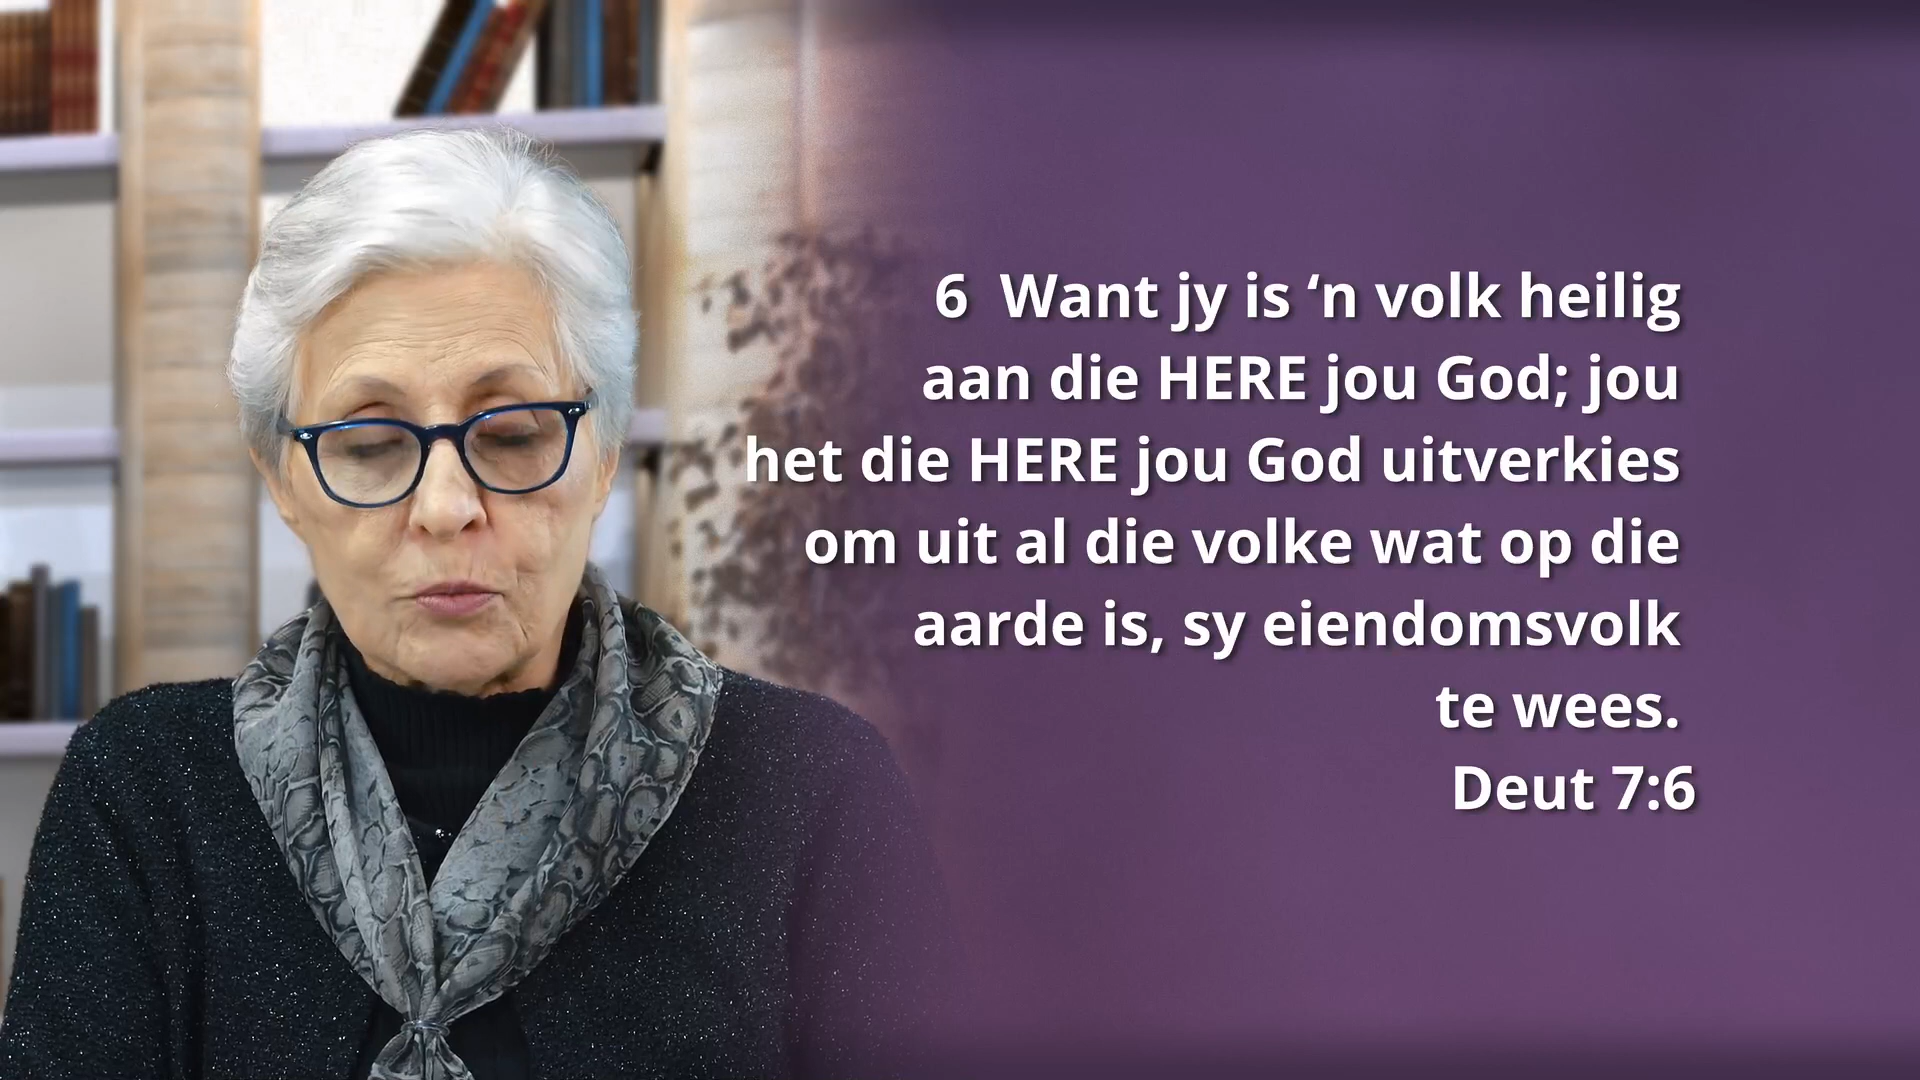 6  Want jy is ‘n volk heilig
aan die HERE jou God; jou
het die HERE jou God uitverkies
om uit al die volke wat op die
aarde is, sy eiendomsvolk
te wees.
Deut 7:6